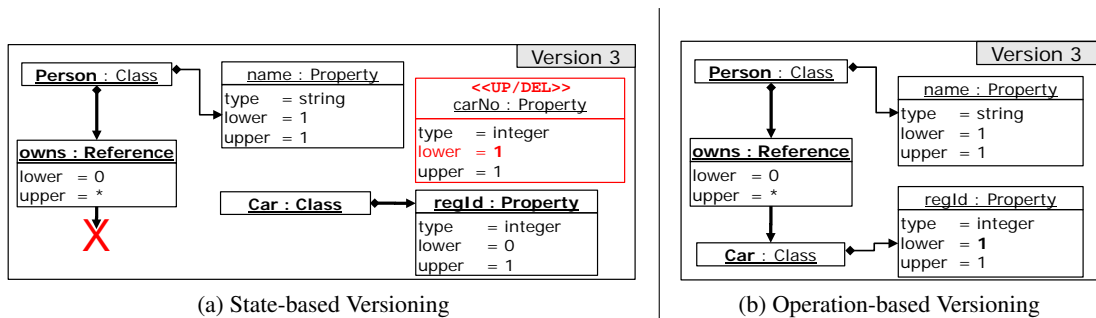 Version 3
Person : Class
name : Property
type = string
lower = 1
upper = 1
<<UP/DEL>>
carNo : Property
type = integer
lower = 1
upper = 1
owns : Reference
lower = 0
upper = *
X
Car : Class
regId : Property
type = integer
lower = 0
upper = 1
(a) State-based Versioning
Version 3
Person : Class
name : Property
type = string
lower = 1
upper = 1
owns : Reference
lower = 0
upper = *
regId : Property
type = integer
lower = 1
upper = 1
Car : Class
(b) Operation-based Versioning